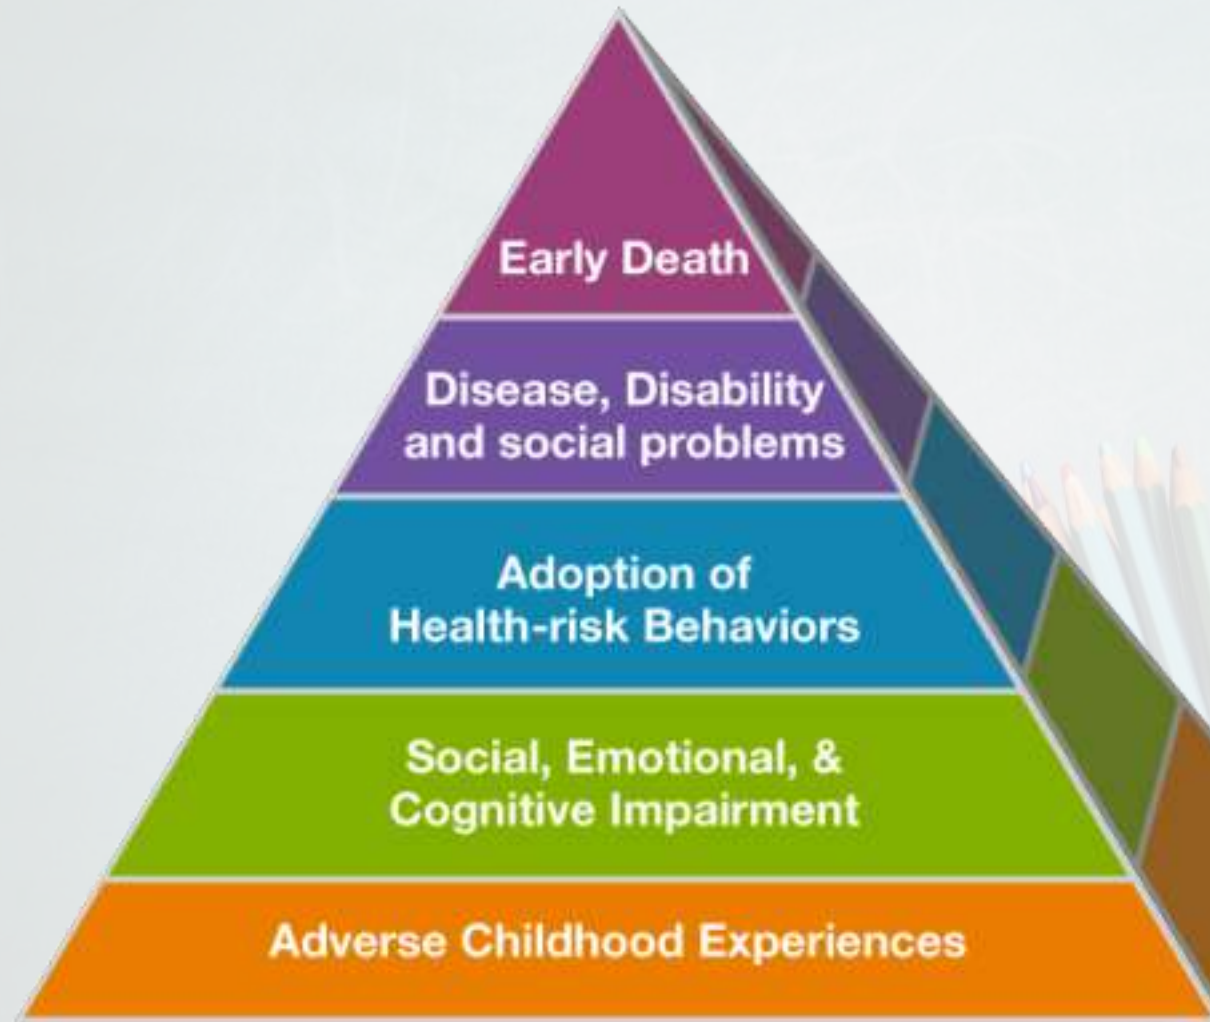 Early Death
Disease, Disability
and social problems
Adoption of
Health-risk Behaviors
Social, Emotional, &
Cognitive Impairment
Adverse Childhood Experiences